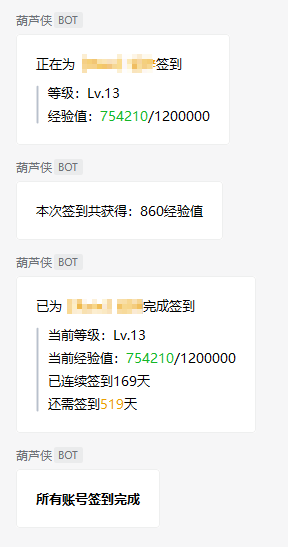 葫芦侠 BOT
正在为 签到
等级：Lv.13
经验值：754210/1200000
葫芦侠 BOT
本次签到共获得：860经验值
葫芦侠 BOT
已为 完成签到
当前等级：Lv.13
当前经验值：754210/1200000
已连续签到169天
还需签到519天
葫芦侠 BOT
所有账号签到完成